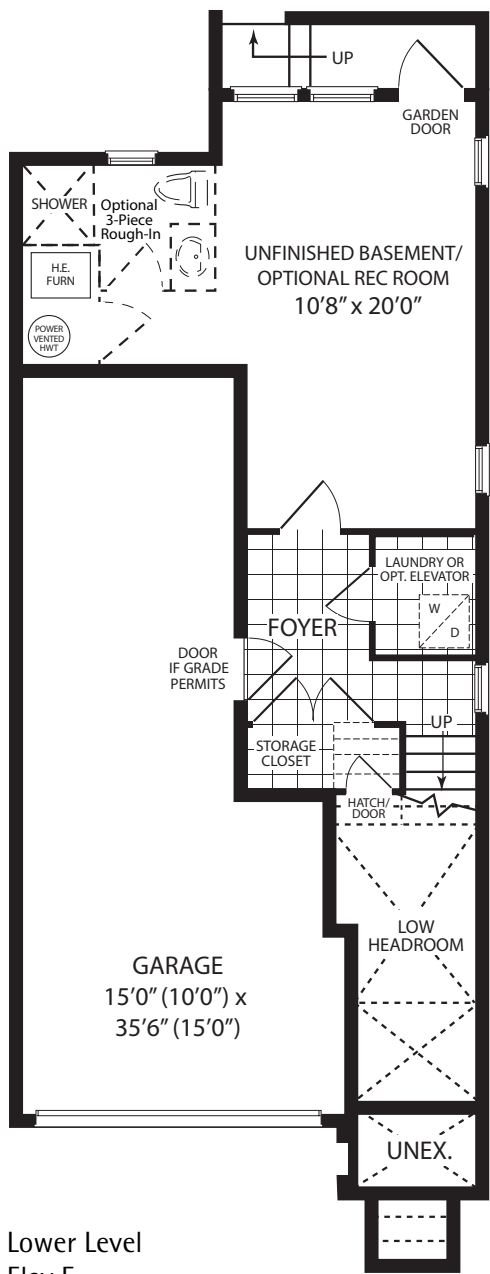 UP
GARDEN
DOOR
SHOWER
Optional
3-Piece
Rough-In
H.E.
FURN
POWER
VENTED
HWT
UNFINISHED BASEMENT/
OPTIONAL REC ROOM
10'8" x 20'0"
LAUNDRY OR
OPT. ELEVATOR
W
D
FOYER
DOOR
IF GRADE
PERMITS
STORAGE
CLOSET
UP
HATCH/
DOOR
LOW
HEADROOM
GARAGE
15'0" (10'0") x
35'6" (15'0")
UNEX.
Lower Level